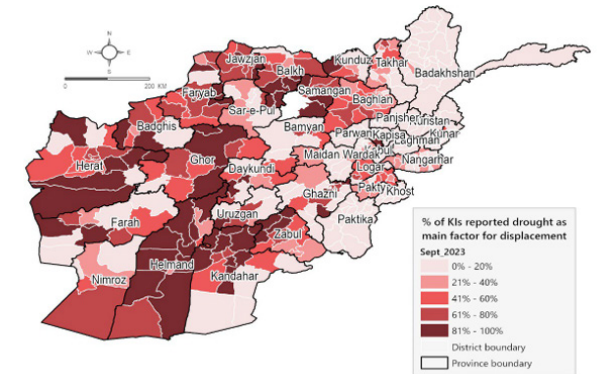 N
W
E
S
0
200 KM
Jawzjan
Balkh
Kunduz
Takhar
Badakhshan
Faryab
Samangan
Baghlan
Sar-e-Pul
Panjsher
Nuristan
Badghis
Bamyan
Parwan
Kapisa
Kunar
Laghman
Kabul
Herat
Ghor
Daykundi
Maidan Wardak
Nangarhar
Logar
Ghazni
Khost
Uruzgan
Paktika
Farah
Zabul
Helmand
Nimroz
Kandahar
% of KIs reported drought as
main factor for displacement
Sept_2023
0% - 20%
21% - 40%
41% - 60%
61% - 80%
81% - 100%
District boundary
Province boundary